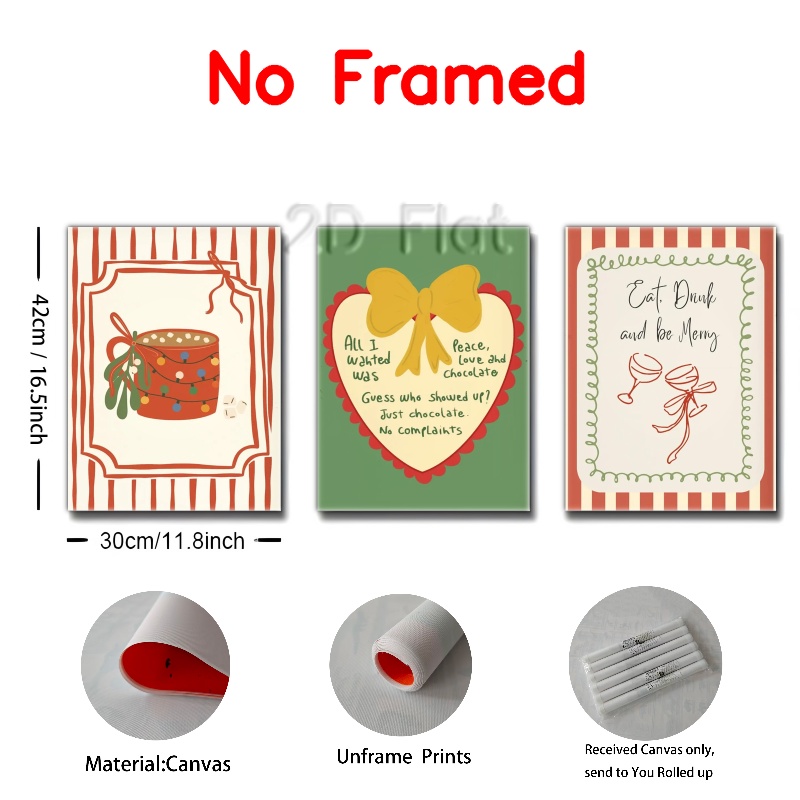 No Framed
2D Flat
42cm / 16.5inch
30cm/11.8inch
All I
wanted
was
Peace,
love and
chocolate
Guess who showed up?
Just chocolate.
No complaints
Eat, Drink
and be Merry
Material:Canvas
Unframe Prints
Received Canvas only,
send to You Rolled up